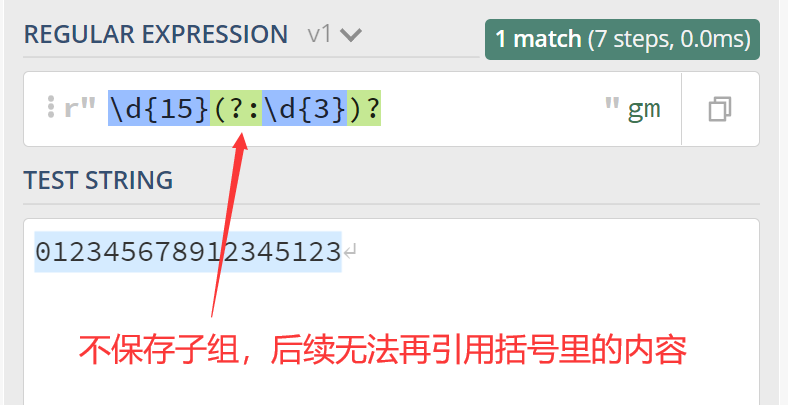 REGULAR EXPRESSION v1
1 match (7 steps, 0.0ms)
r" \d{15}(?:\d{3})? " gm
TEST STRING
012345678912345123
不保存子组，后续无法再引用括号里的内容